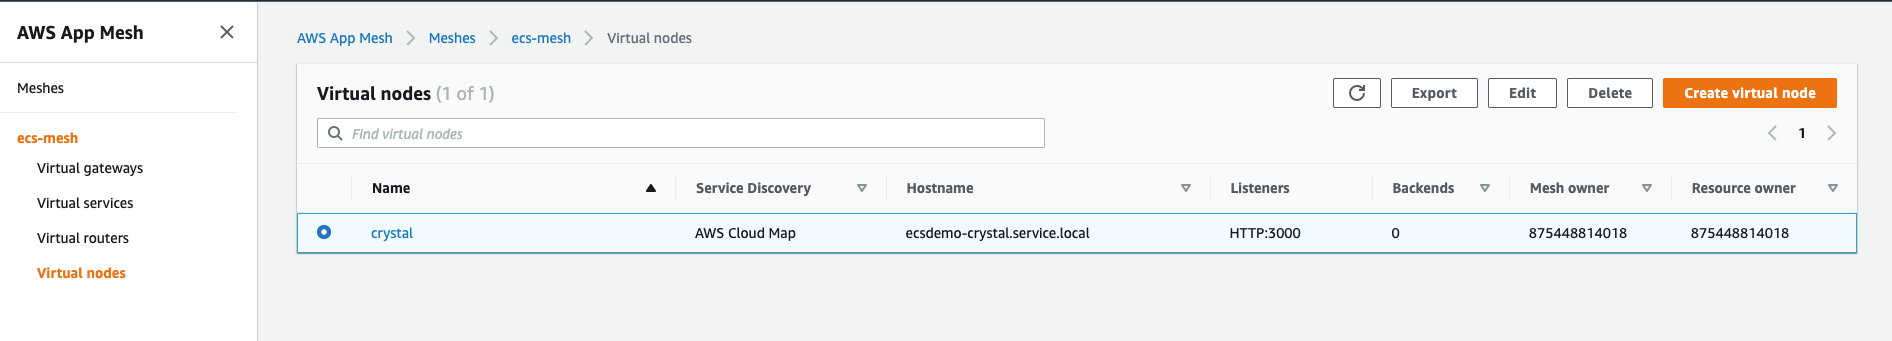 AWS App Mesh
Meshes
ecs-mesh
Virtual gateways
Virtual services
Virtual routers
Virtual nodes
AWS App Mesh Meshes ecs-mesh Virtual nodes
Virtual nodes (1 of 1) Export Edit Delete Create virtual node
Find virtual nodes 1
Name Service Discovery Hostname Listeners Backends Mesh owner Resource owner
crystal AWS Cloud Map ecsdemo-crystal.service.local HTTP:3000 0 875448814018 875448814018